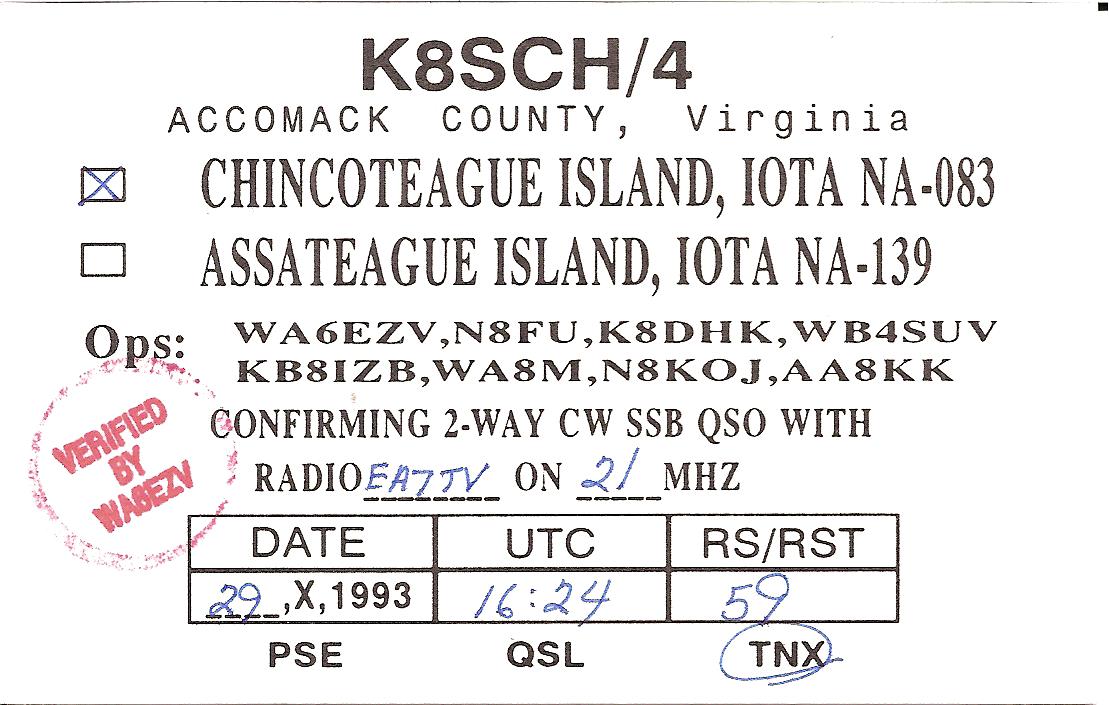 K8SCH/4
ACCOMACK COUNTY, Virginia
CHINCOTEAGUE ISLAND, IOTA NA-083
ASSATEAGUE ISLAND, IOTA NA-139
Ops: WA6EZV,N8FU,K8DHK,WB4SUV
KB8IZB,WA8M,N8KOJ,AA8KK
VERIFIED
BY
WA8EZV
CONFIRMING 2-WAY CW SSB QSO WITH
RADIO EA7TV ON 21 MHZ
DATE UTC RS/RST
29,X,1993 16:24 59
PSE QSL TNX